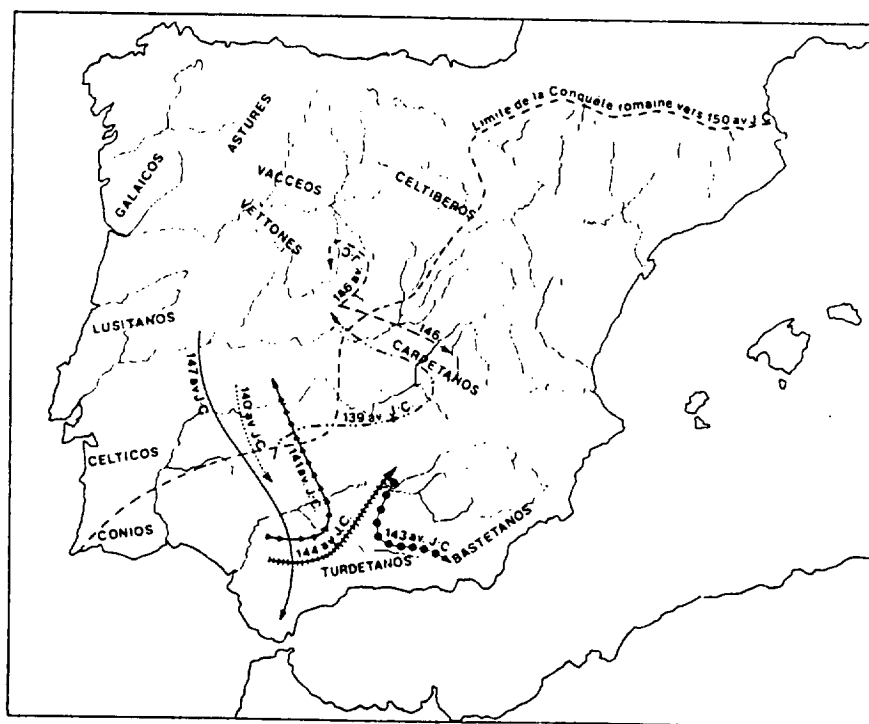 Limite de la Conquête romaine vers 150 av J.C.
ASTURES
GALAICOS
VACCEOS
CELTIBEROS
VETTONES
146 av. J.C.
146
LUSITANOS
CARPETANOS
147 av J.C.
140 av J.C.
139 av. J.C.
141 av. J.C.
CELTICOS
?
CONIOS
144 av J.C.
143 av. J.C.
BASTETANOS
TURDETANOS